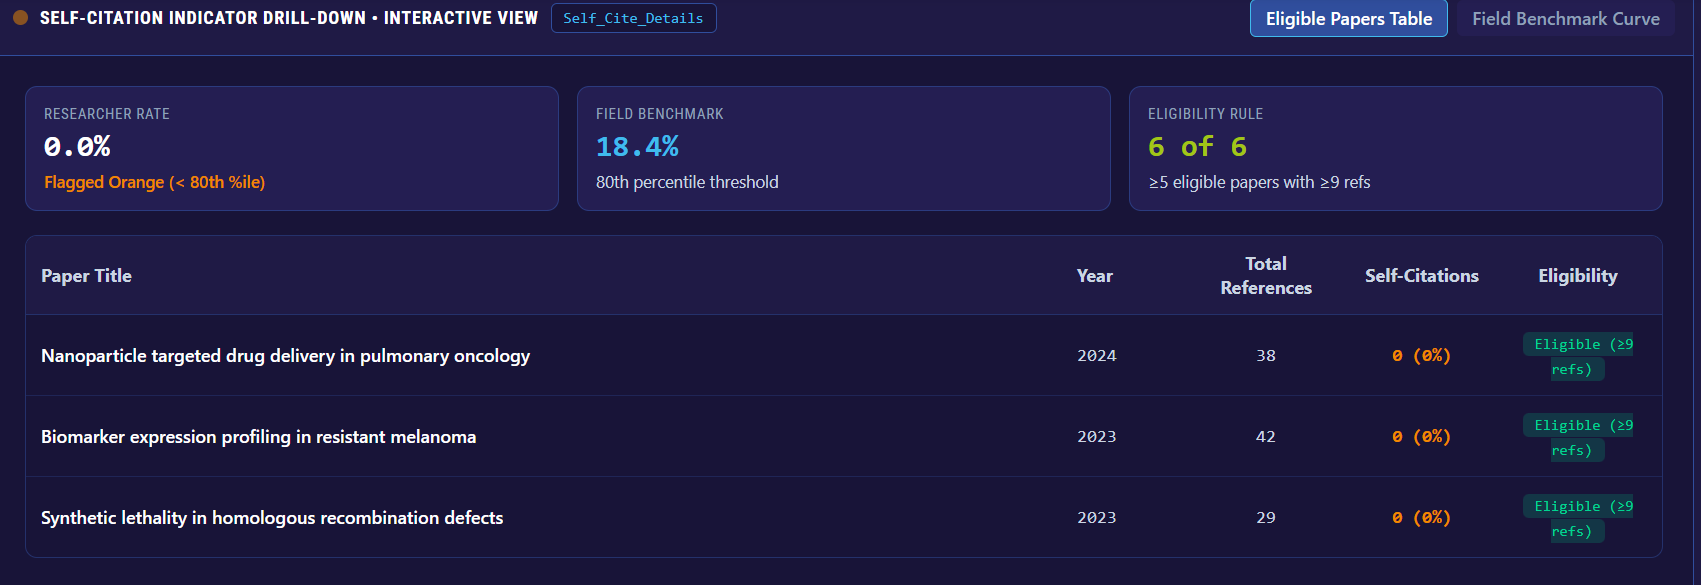 SELF-CITATION INDICATOR DRILL-DOWN • INTERACTIVE VIEW Self_Cite_Details Eligible Papers Table Field Benchmark Curve
RESEARCHER RATE
0.0%
Flagged Orange (< 80th %ile)
FIELD BENCHMARK
18.4%
80th percentile threshold
ELIGIBILITY RULE
6 of 6
≥5 eligible papers with ≥9 refs
Paper Title Year Total References Self-Citations Eligibility
Nanoparticle targeted drug delivery in pulmonary oncology 2024 38 0 (0%) Eligible (≥9 refs)
Biomarker expression profiling in resistant melanoma 2023 42 0 (0%) Eligible (≥9 refs)
Synthetic lethality in homologous recombination defects 2023 29 0 (0%) Eligible (≥9 refs)